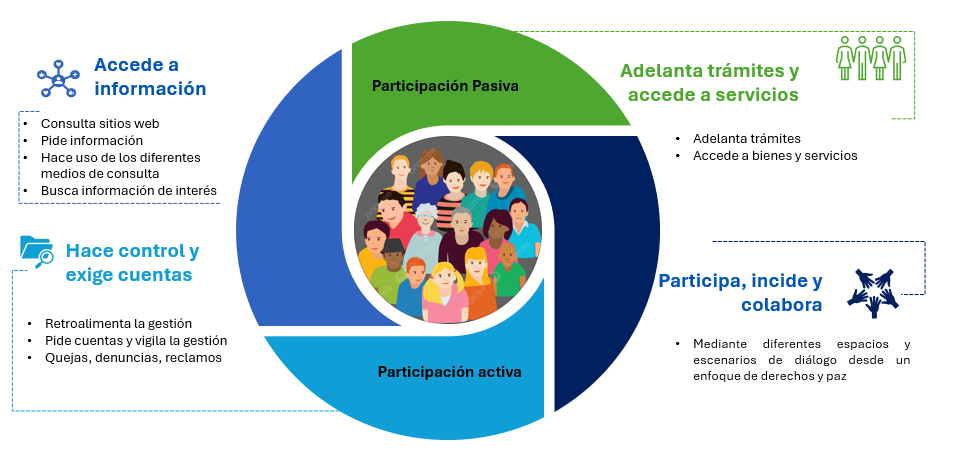 Accede a
información
• Consulta sitios web
• Pide información
• Hace uso de los diferentes
medios de consulta
• Busca información de interés
Participación Pasiva
Adelanta trámites y
accede a servicios
• Adelanta trámites
• Accede a bienes y servicios
Hace control y
exige cuentas
• Retroalimenta la gestión
• Pide cuentas y vigila la gestión
• Quejas, denuncias, reclamos
Participación activa
Participa, incide y
colabora
• Mediante diferentes espacios y
escenarios de diálogo desde un
enfoque de derechos y paz